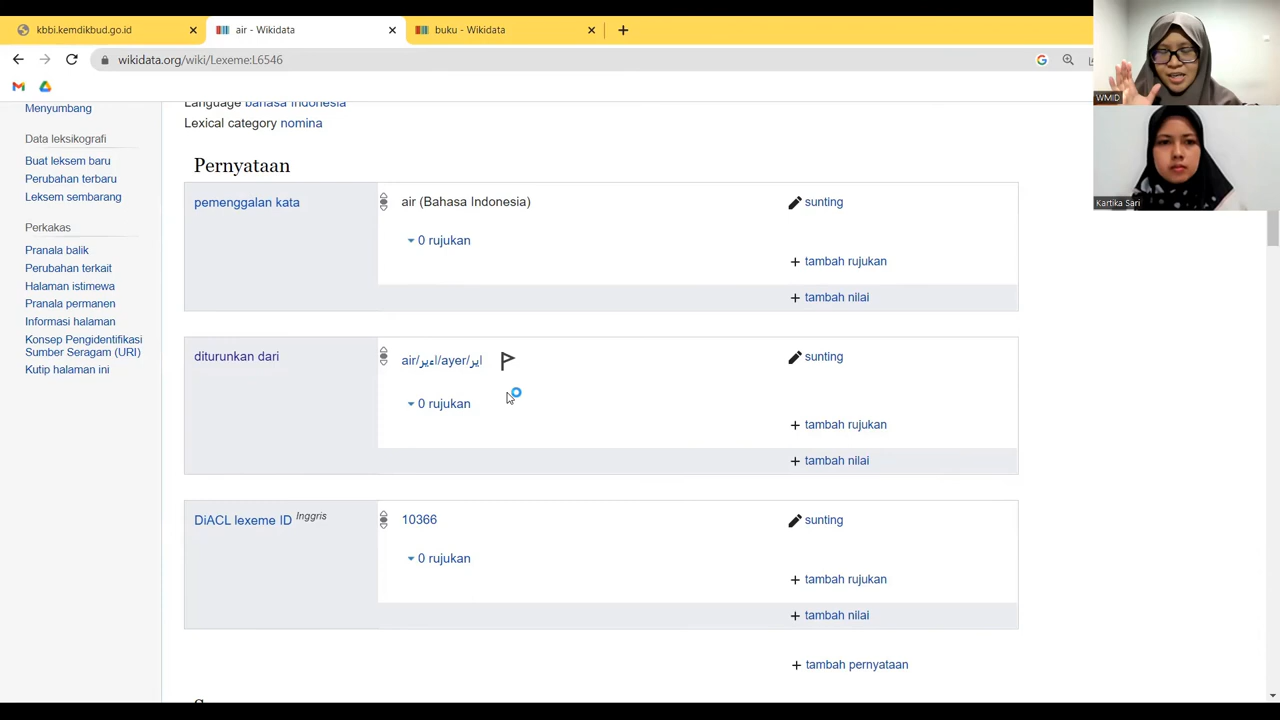 kbbi.kemdikbud.go.id
air - Wikidata
buku - Wikidata
wikidata.org/wiki/Lexeme:L6546
WMID
Kartika Sari
Menyumbang
Data leksikografi
Buat leksem baru
Perubahan terbaru
Leksem sembarang
Perkakas
Pranala balik
Perubahan terkait
Halaman istimewa
Pranala permanen
Informasi halaman
Konsep Pengidentifikasi
Sumber Seragam (URI)
Kutip halaman ini
Language bahasa Indonesia
Lexical category nomina
Pernyataan
pemenggalan kata
air (Bahasa Indonesia)
sunting
0 rujukan
+ tambah rujukan
+ tambah nilai
diturunkan dari
air/اءير/ayer/اير
sunting
0 rujukan
+ tambah rujukan
+ tambah nilai
DiACL lexeme ID Inggris
10366
sunting
0 rujukan
+ tambah rujukan
+ tambah nilai
+ tambah pernyataan